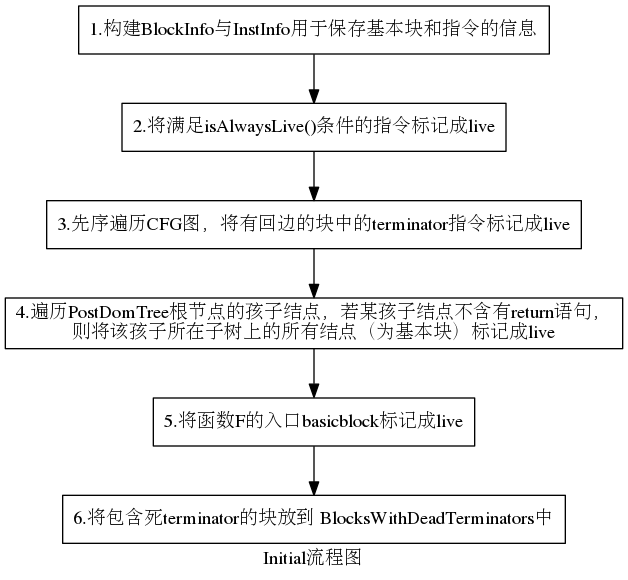 1.构建BlockInfo与InstInfo用于保存基本块和指令的信息
2.将满足isAlwaysLive()条件的指令标记成live
3.先序遍历CFG图，将有回边的块中的terminator指令标记成live
4.遍历PostDomTree根节点的孩子结点，若某孩子结点不含有return语句，
则将该孩子所在子树上的所有结点（为基本块）标记成live
5.将函数F的入口basicblock标记成live
6.将包含死terminator的块放到 BlocksWithDeadTerminators中
Initial流程图